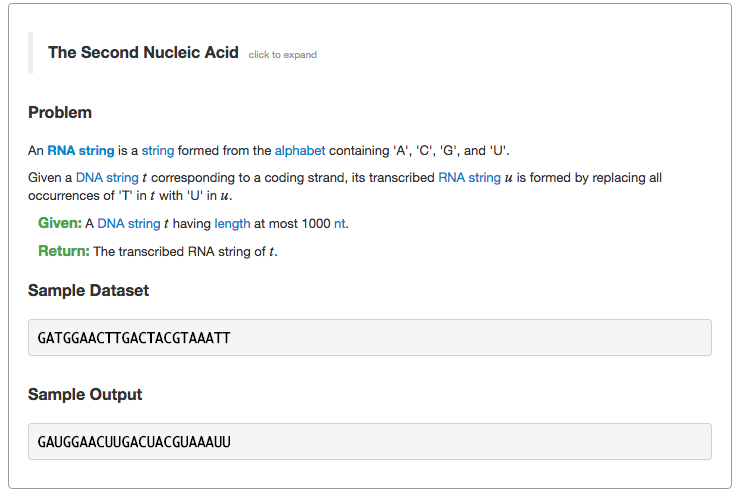 The Second Nucleic Acid click to expand
Problem
An RNA string is a string formed from the alphabet containing 'A', 'C', 'G', and 'U'.
Given a DNA string t corresponding to a coding strand, its transcribed RNA string u is formed by replacing all
occurrences of 'T' in t with 'U' in u.
Given: A DNA string t having length at most 1000 nt.
Return: The transcribed RNA string of t.
Sample Dataset
GATGGAACTTGACTACGTAAATT
Sample Output
GAUGGAACUUGACUACGUAAAUU